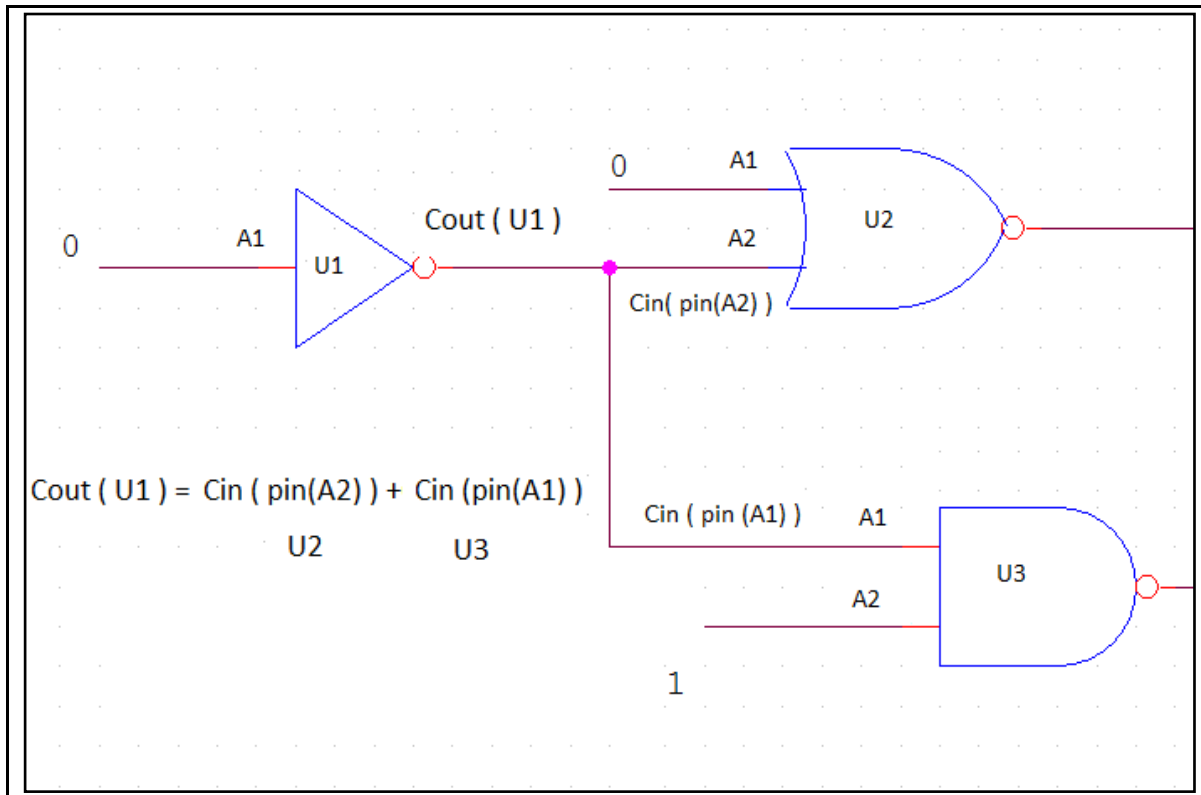 0
A1
U1
Cout ( U1 )
0
A1
A2
U2
Cin( pin(A2) )
Cout ( U1 ) = Cin ( pin(A2) ) + Cin (pin(A1) )
U2 U3
Cin ( pin (A1) )
A1
A2
U3
1